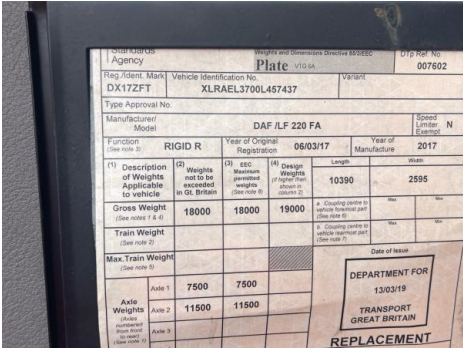 Standards
Agency
Weights and Dimensions Directive 85/3/EEC
Plate VTG 6A
DTp Ref. No.
007602
Reg./Ident. Mark
DX17ZFT
Vehicle Identification No.
XLRAEL3700L457437
Variant
Type Approval No.
Manufacturer/
Model
DAF /LF 220 FA
Speed
Limiter
Exempt
N
Function
(See note 3)
RIGID R
Year of Original
Registration
06/03/17
Year of
Manufacture
2017
(1) Description
of Weights
Applicable
to vehicle
(2)
Weights
not to be
exceeded
in Gt. Britain
(3) EEC
Maximum
permitted
weights
(See note 8)
(4) Design
Weights
(if higher than
shown in
column 2)
Length
10390
Width
2595
Gross Weight
(See notes 1 & 4)
18000
18000
19000
a. Coupling centre to
vehicle foremost part
(See note 6)
Max
Min
Train Weight
(See note 2)
b. Coupling centre to
vehicle rearmost part
(See note 7)
Max
Min
Max.Train Weight
(See note 5)
Date of Issue
DEPARTMENT FOR
13/03/19
TRANSPORT
GREAT BRITAIN
Axle
Weights
(Axles
numbered
from front
to rear)
(See note 1)
Axle 1
7500
7500
Axle 2
11500
11500
Axle 3
REPLACEMENT